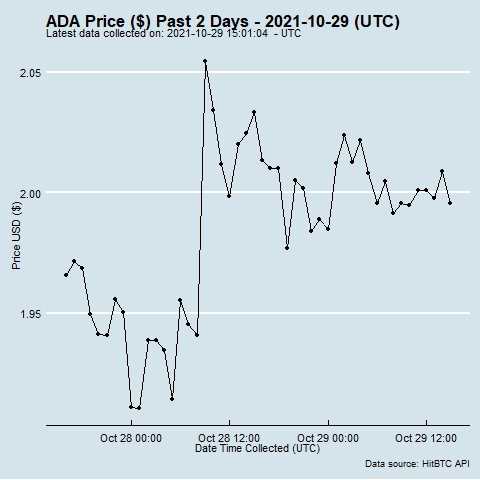 ADA Price ($) Past 2 Days - 2021-10-29 (UTC)
Latest data collected on: 2021-10-29 15:01:04  - UTC
2.05
2.00
1.95
Price USD ($)
Oct 28 00:00
Oct 28 12:00
Oct 29 00:00
Oct 29 12:00
Date Time Collected (UTC)
Data source: HitBTC API